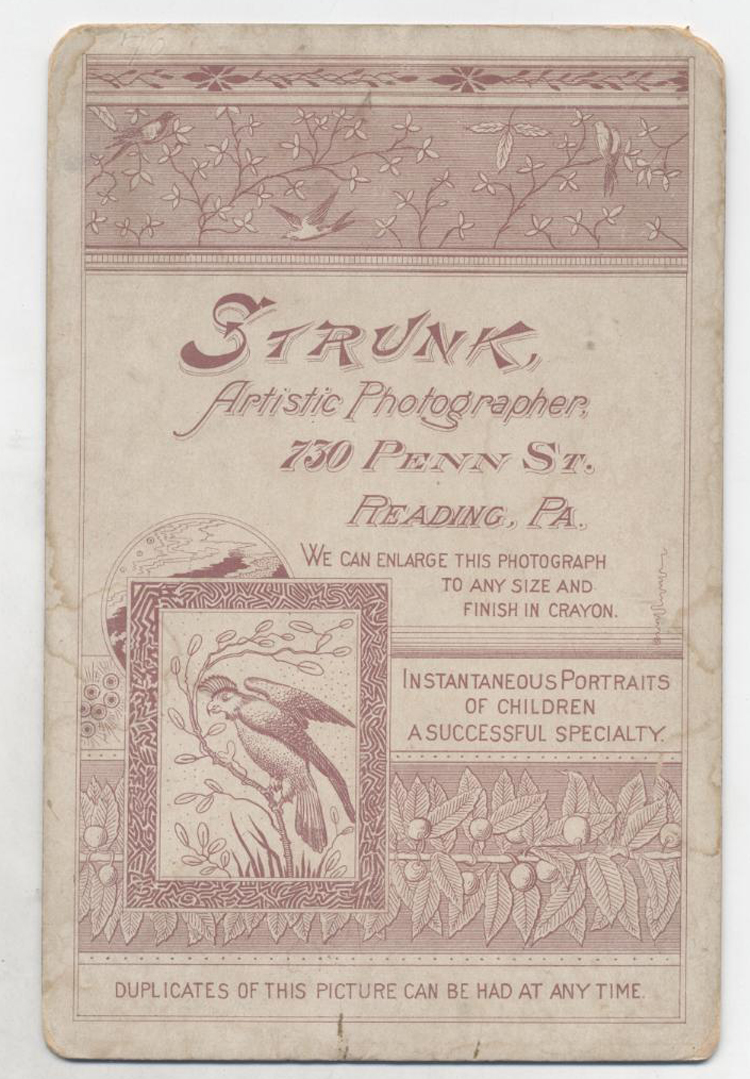 STRUNK,
Artistic Photographer,
730 PENN ST.
READING, PA.
WE CAN ENLARGE THIS PHOTOGRAPH
TO ANY SIZE AND
FINISH IN CRAYON.
INSTANTANEOUS PORTRAITS
OF CHILDREN
A SUCCESSFUL SPECIALTY.
DUPLICATES OF THIS PICTURE CAN BE HAD AT ANY TIME.